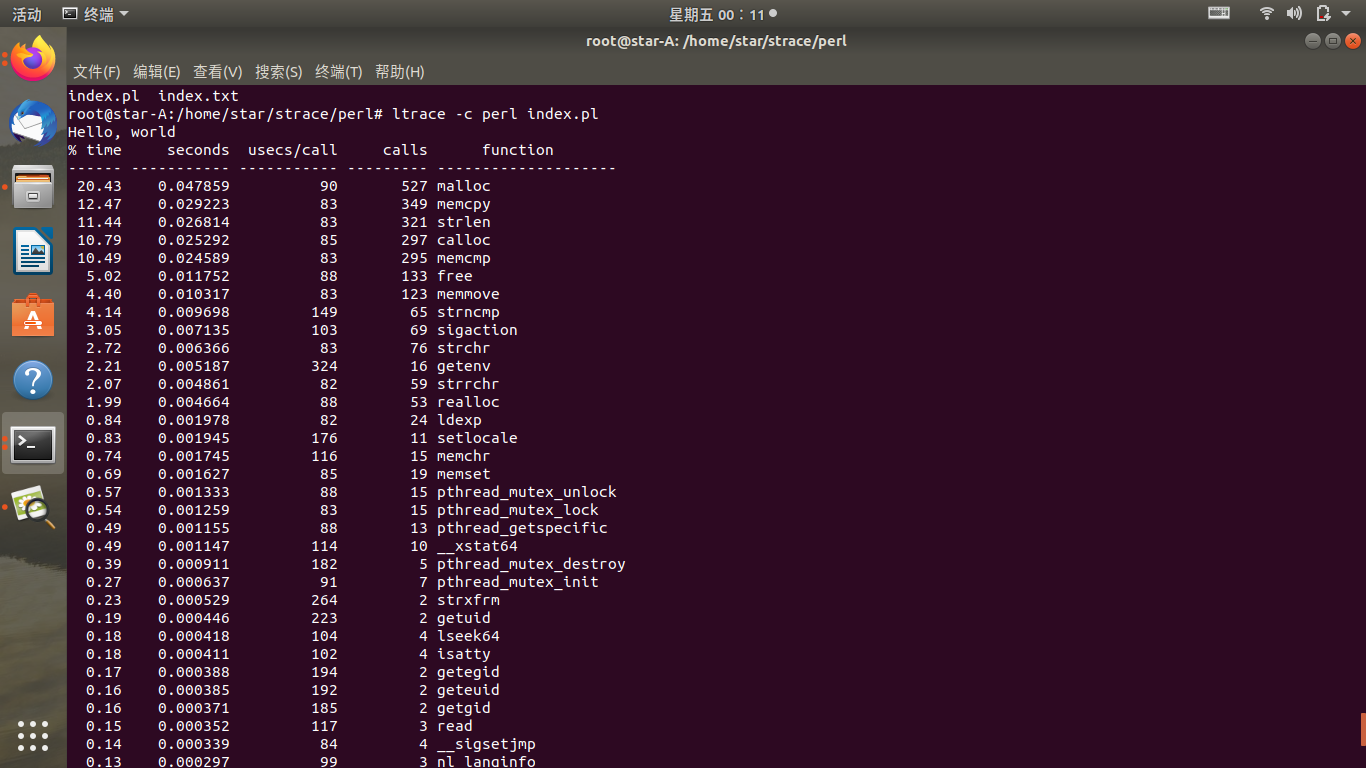 活动 终端 星期五 00：11
root@star-A: /home/star/strace/perl
文件(F) 编辑(E) 查看(V) 搜索(S) 终端(T) 帮助(H)
index.pl  index.txt
root@star-A:/home/star/strace/perl# ltrace -c perl index.pl
Hello, world
% time     seconds  usecs/call     calls      function
------ ----------- ----------- --------- --------------------
 20.43    0.047859          90       527 malloc
 12.47    0.029223          83       349 memcpy
 11.44    0.026814          83       321 strlen
 10.79    0.025292          85       297 calloc
 10.49    0.024589          83       295 memcmp
  5.02    0.011752          88       133 free
  4.40    0.010317          83       123 memmove
  4.14    0.009698         149        65 strncmp
  3.05    0.007135         103        69 sigaction
  2.72    0.006366          83        76 strchr
  2.21    0.005187         324        16 getenv
  2.07    0.004861          82        59 strrchr
  1.99    0.004664          88        53 realloc
  0.84    0.001978          82        24 ldexp
  0.83    0.001945         176        11 setlocale
  0.74    0.001745         116        15 memchr
  0.69    0.001627          85        19 memset
  0.57    0.001333          88        15 pthread_mutex_unlock
  0.54    0.001259          83        15 pthread_mutex_lock
  0.49    0.001155          88        13 pthread_getspecific
  0.49    0.001147         114        10 __xstat64
  0.39    0.000911         182         5 pthread_mutex_destroy
  0.27    0.000637          91         7 pthread_mutex_init
  0.23    0.000529         264         2 strxfrm
  0.19    0.000446         223         2 getuid
  0.18    0.000418         104         4 lseek64
  0.18    0.000411         102         4 isatty
  0.17    0.000388         194         2 getegid
  0.16    0.000385         192         2 geteuid
  0.16    0.000371         185         2 getgid
  0.15    0.000352         117         3 read
  0.14    0.000339          84         4 __sigsetjmp
  0.13    0.000297          99         3 nl_langinfo